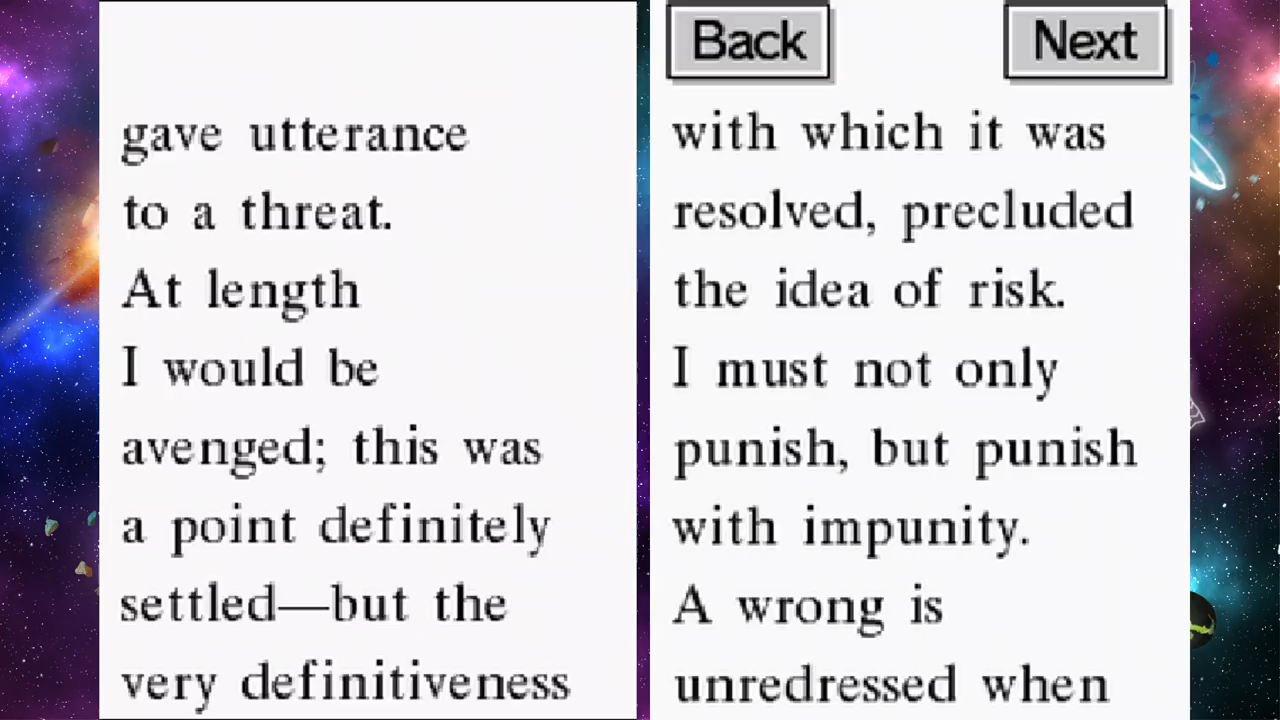 gave utterance
to a threat.
At length
I would be
avenged; this was
a point definitely
settled—but the
very definitiveness
Back
Next
with which it was
resolved, precluded
the idea of risk.
I must not only
punish, but punish
with impunity.
A wrong is
unredressed when